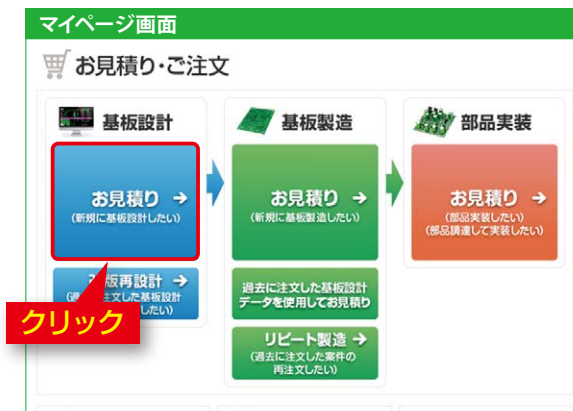 マイページ画面
お見積り・ご注文
基板設計
お見積り →
(新規に基板設計したい)
版再設計 →
文した基板設計
したい)
クリック
基板製造
お見積り →
(新規に基板製造したい)
過去に注文した基板設計
データを使用してお見積り
リピート製造 →
(過去に注文した案件の
再注文したい)
部品実装
お見積り →
(部品実装したい)
(部品調達して実装したい)